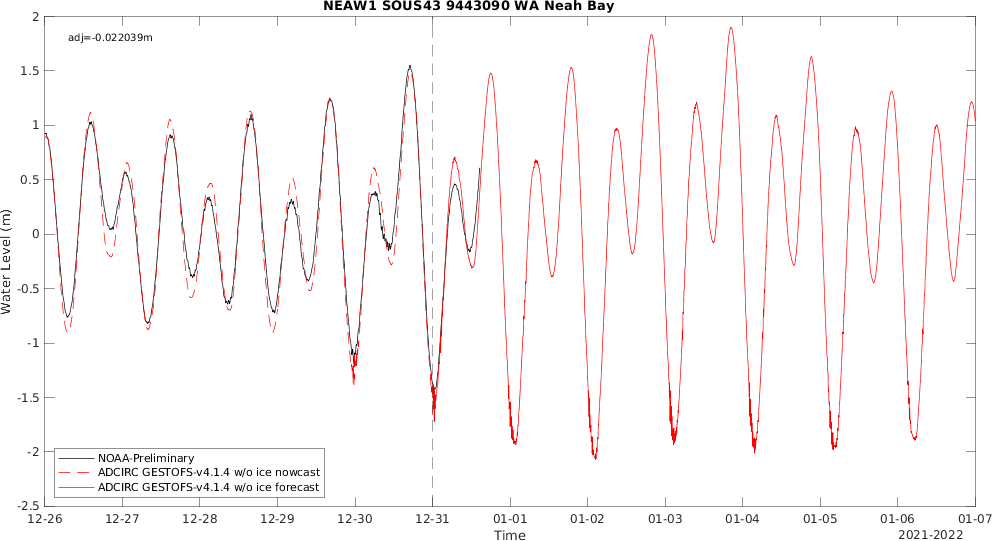 NEAW1 SOUS43 9443090 WA Neah Bay
adj=-0.022039m
2
1.5
1
0.5
0
-0.5
-1
-1.5
-2
-2.5
Water Level (m)
NOAA-Preliminary
ADCIRC GESTOFS-v4.1.4 w/o ice nowcast
ADCIRC GESTOFS-v4.1.4 w/o ice forecast
12-26 12-27 12-28 12-29 12-30 12-31 01-01 01-02 01-03 01-04 01-05 01-06 01-07
Time
2021-2022